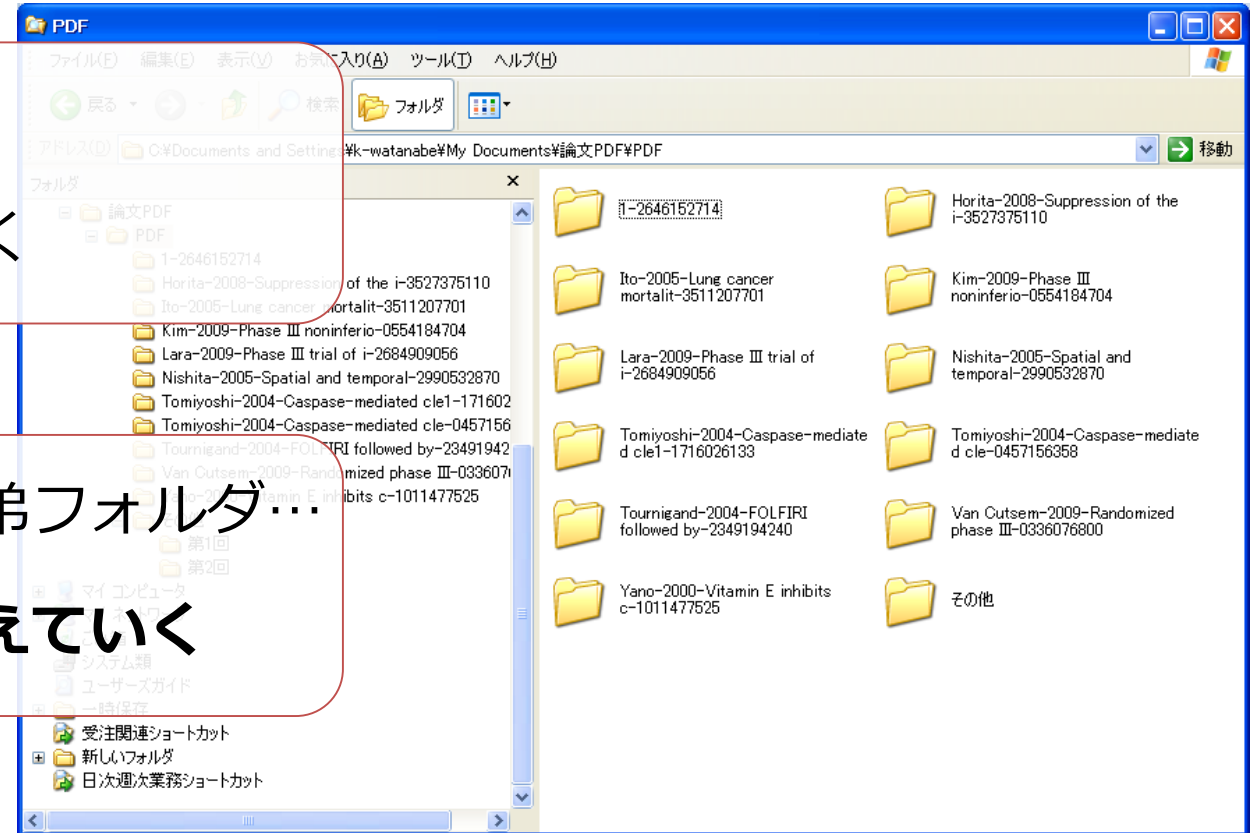 PDF
ファイル(F) 編集(E) 表示(V) お気に入り(A) ツール(T) ヘルプ(H)
戻る 検索 フォルダ
アドレス(D) C:¥Documents and Settings¥k-watanabe¥My Documents¥論文PDF¥PDF 移動
フォルダ
論文PDF
PDF
1-2646152714
Horita-2008-Suppression of the i-3527375110
Ito-2005-Lung cancer mortalit-3511207701
Kim-2009-Phase Ⅲ noninferio-0554184704
Lara-2009-Phase Ⅲ trial of i-2684909056
Nishita-2005-Spatial and temporal-2990532870
Tomiyoshi-2004-Caspase-mediated cle1-171602
Tomiyoshi-2004-Caspase-mediated cle-0457156
Tournigand-2004-FOLFIRI followed by-23491942
Van Cutsem-2009-Randomized phase Ⅲ-033607
Yano-2000-Vitamin E inhibits c-1011477525
第1回
第2回
マイ コンピュータ
システム類
ユーザーズガイド
一時保存
受注関連ショートカット
新しいフォルダ
日次週次業務ショートカット
く
弟フォルダ…
えていく
1-2646152714
Horita-2008-Suppression of the
i-3527375110
Ito-2005-Lung cancer
mortalit-3511207701
Kim-2009-Phase Ⅲ
noninferio-0554184704
Lara-2009-Phase Ⅲ trial of
i-2684909056
Nishita-2005-Spatial and
temporal-2990532870
Tomiyoshi-2004-Caspase-mediate
d cle1-1716026133
Tomiyoshi-2004-Caspase-mediate
d cle-0457156358
Tournigand-2004-FOLFIRI
followed by-2349194240
Van Cutsem-2009-Randomized
phase Ⅲ-0336076800
Yano-2000-Vitamin E inhibits
c-1011477525
その他